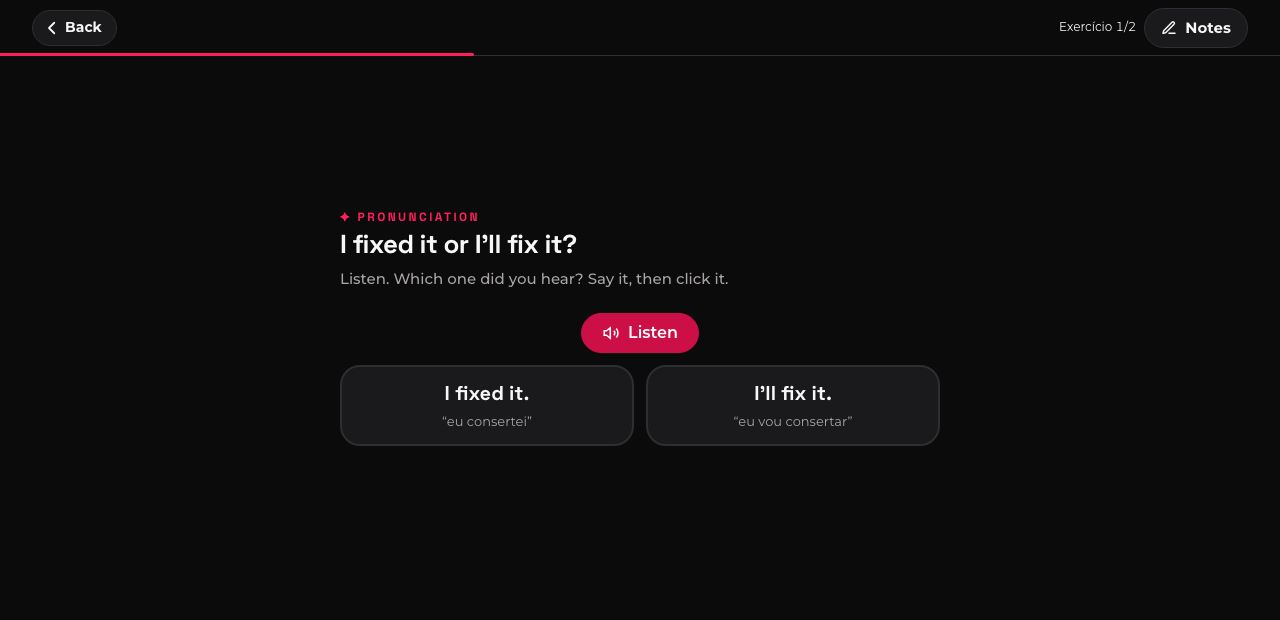 Back
Exercício 1/2
Notes
PRONUNCIATION
I fixed it or I’ll fix it?
Listen. Which one did you hear? Say it, then click it.
Listen
I fixed it.
“eu consertei”
I’ll fix it.
“eu vou consertar”